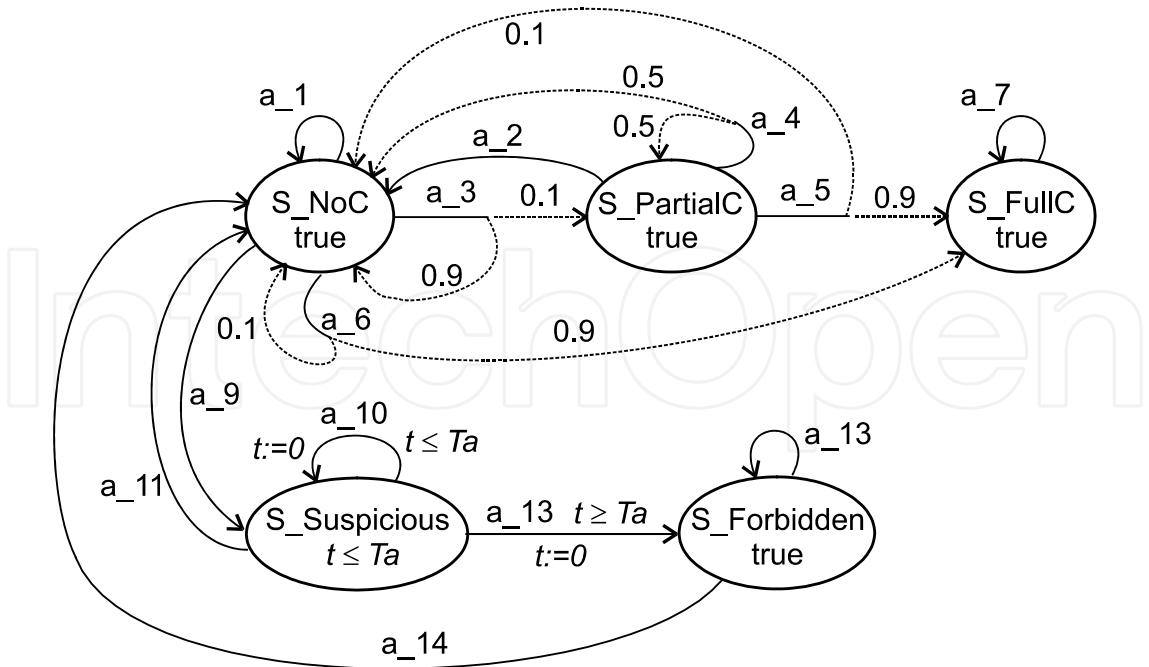 0.1
0.5
a_1
a_7
0.5
a_4
a_2
a_3
0.1
a_5
0.9
S_NoC
true
S_PartialC
true
S_FullC
true
0.9
a_6
0.1
0.9
a_9
a_10
t:=0
t ≤ Ta
a_13
a_11
S_Suspicious
t ≤ Ta
a_13 t ≥ Ta
t:=0
S_Forbidden
true
a_14
IntechOpen